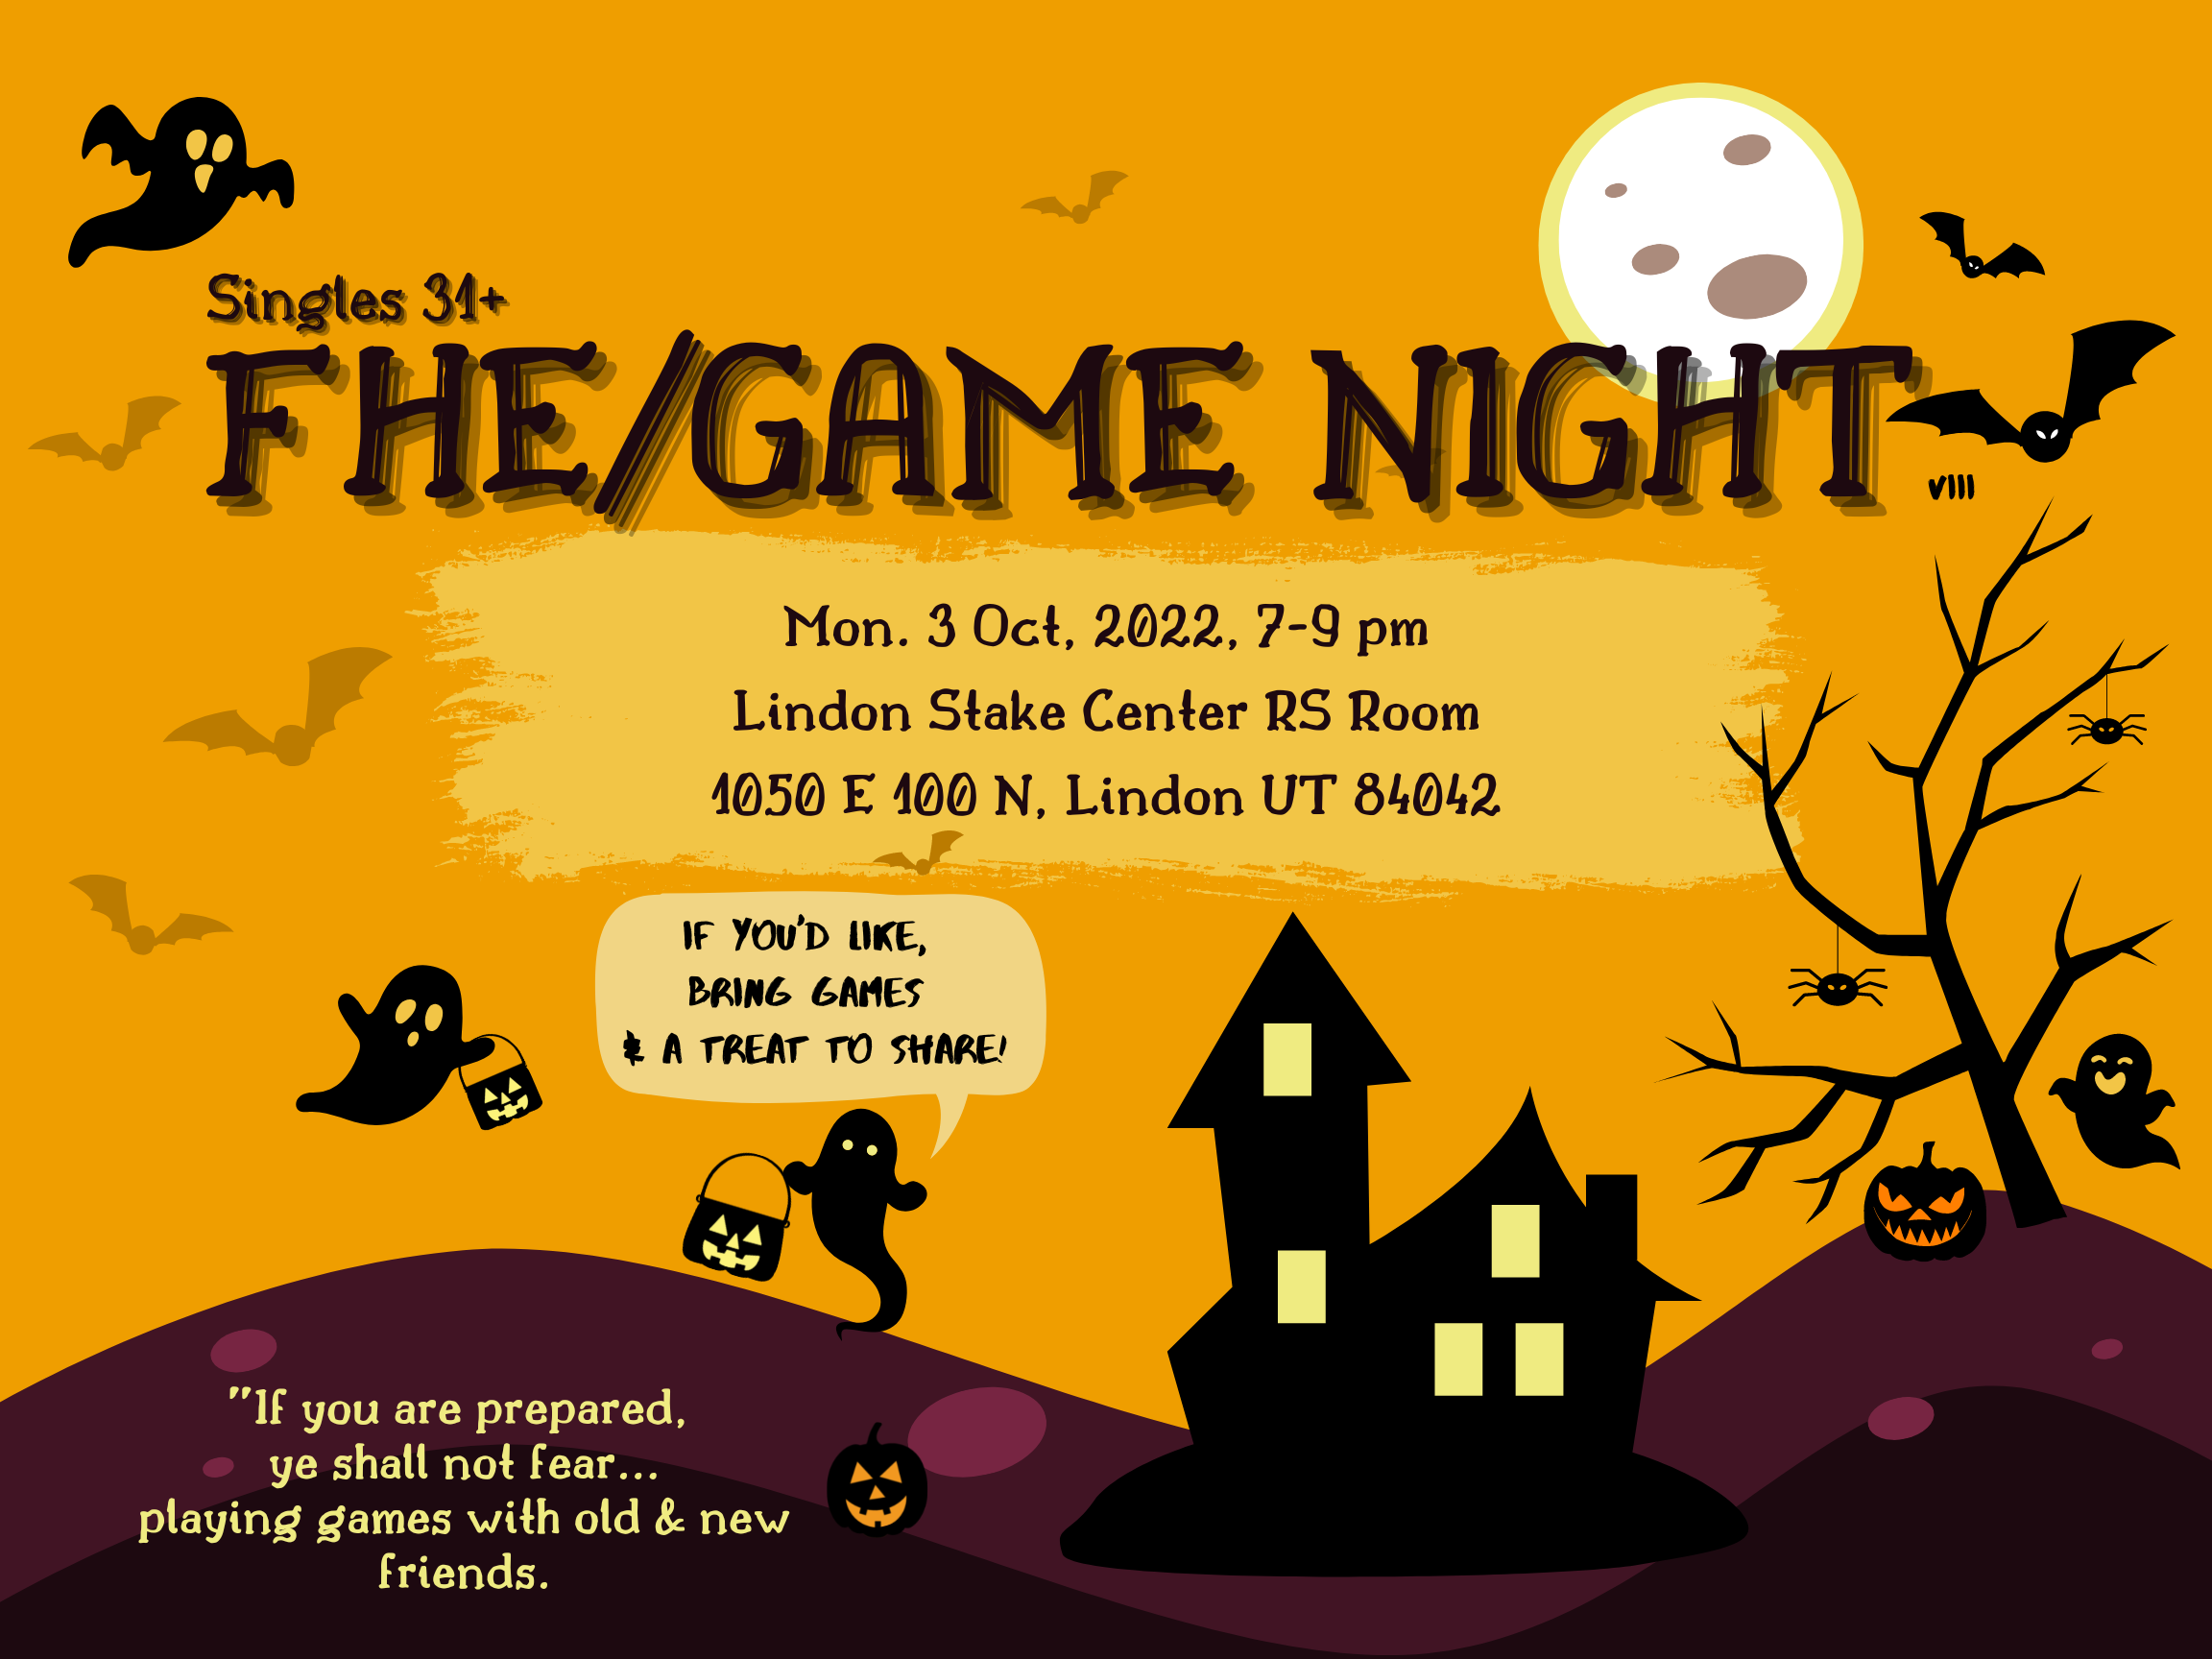 Singles 31+
FHE/GAME NIGHT
VIII
Mon. 3 Oct, 2022, 7-9 pm
Lindon Stake Center RS Room
1050 E 100 N, Lindon UT 84042
IF YOU'D LIKE,
BRING GAMES
& A TREAT TO SHARE!
"If you are prepared,
ye shall not fear...
playing games with old & new
friends.